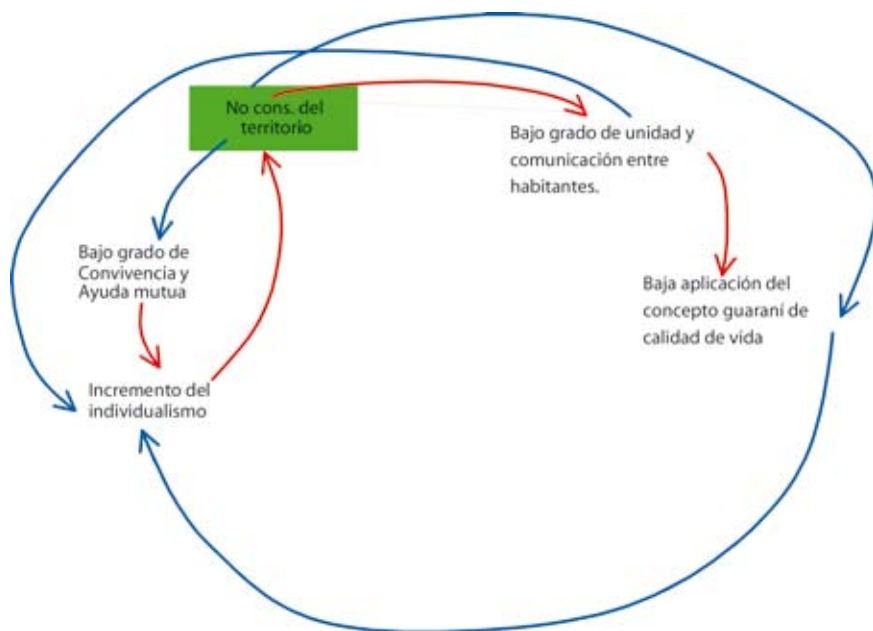 No cons. del
territorio
Bajo grado de unidad y
comunicación entre
habitantes.
Bajo grado de
Convivencia y
Ayuda mutua
Baja aplicación del
concepto guaraní de
calidad de vida
Incremento del
individualismo